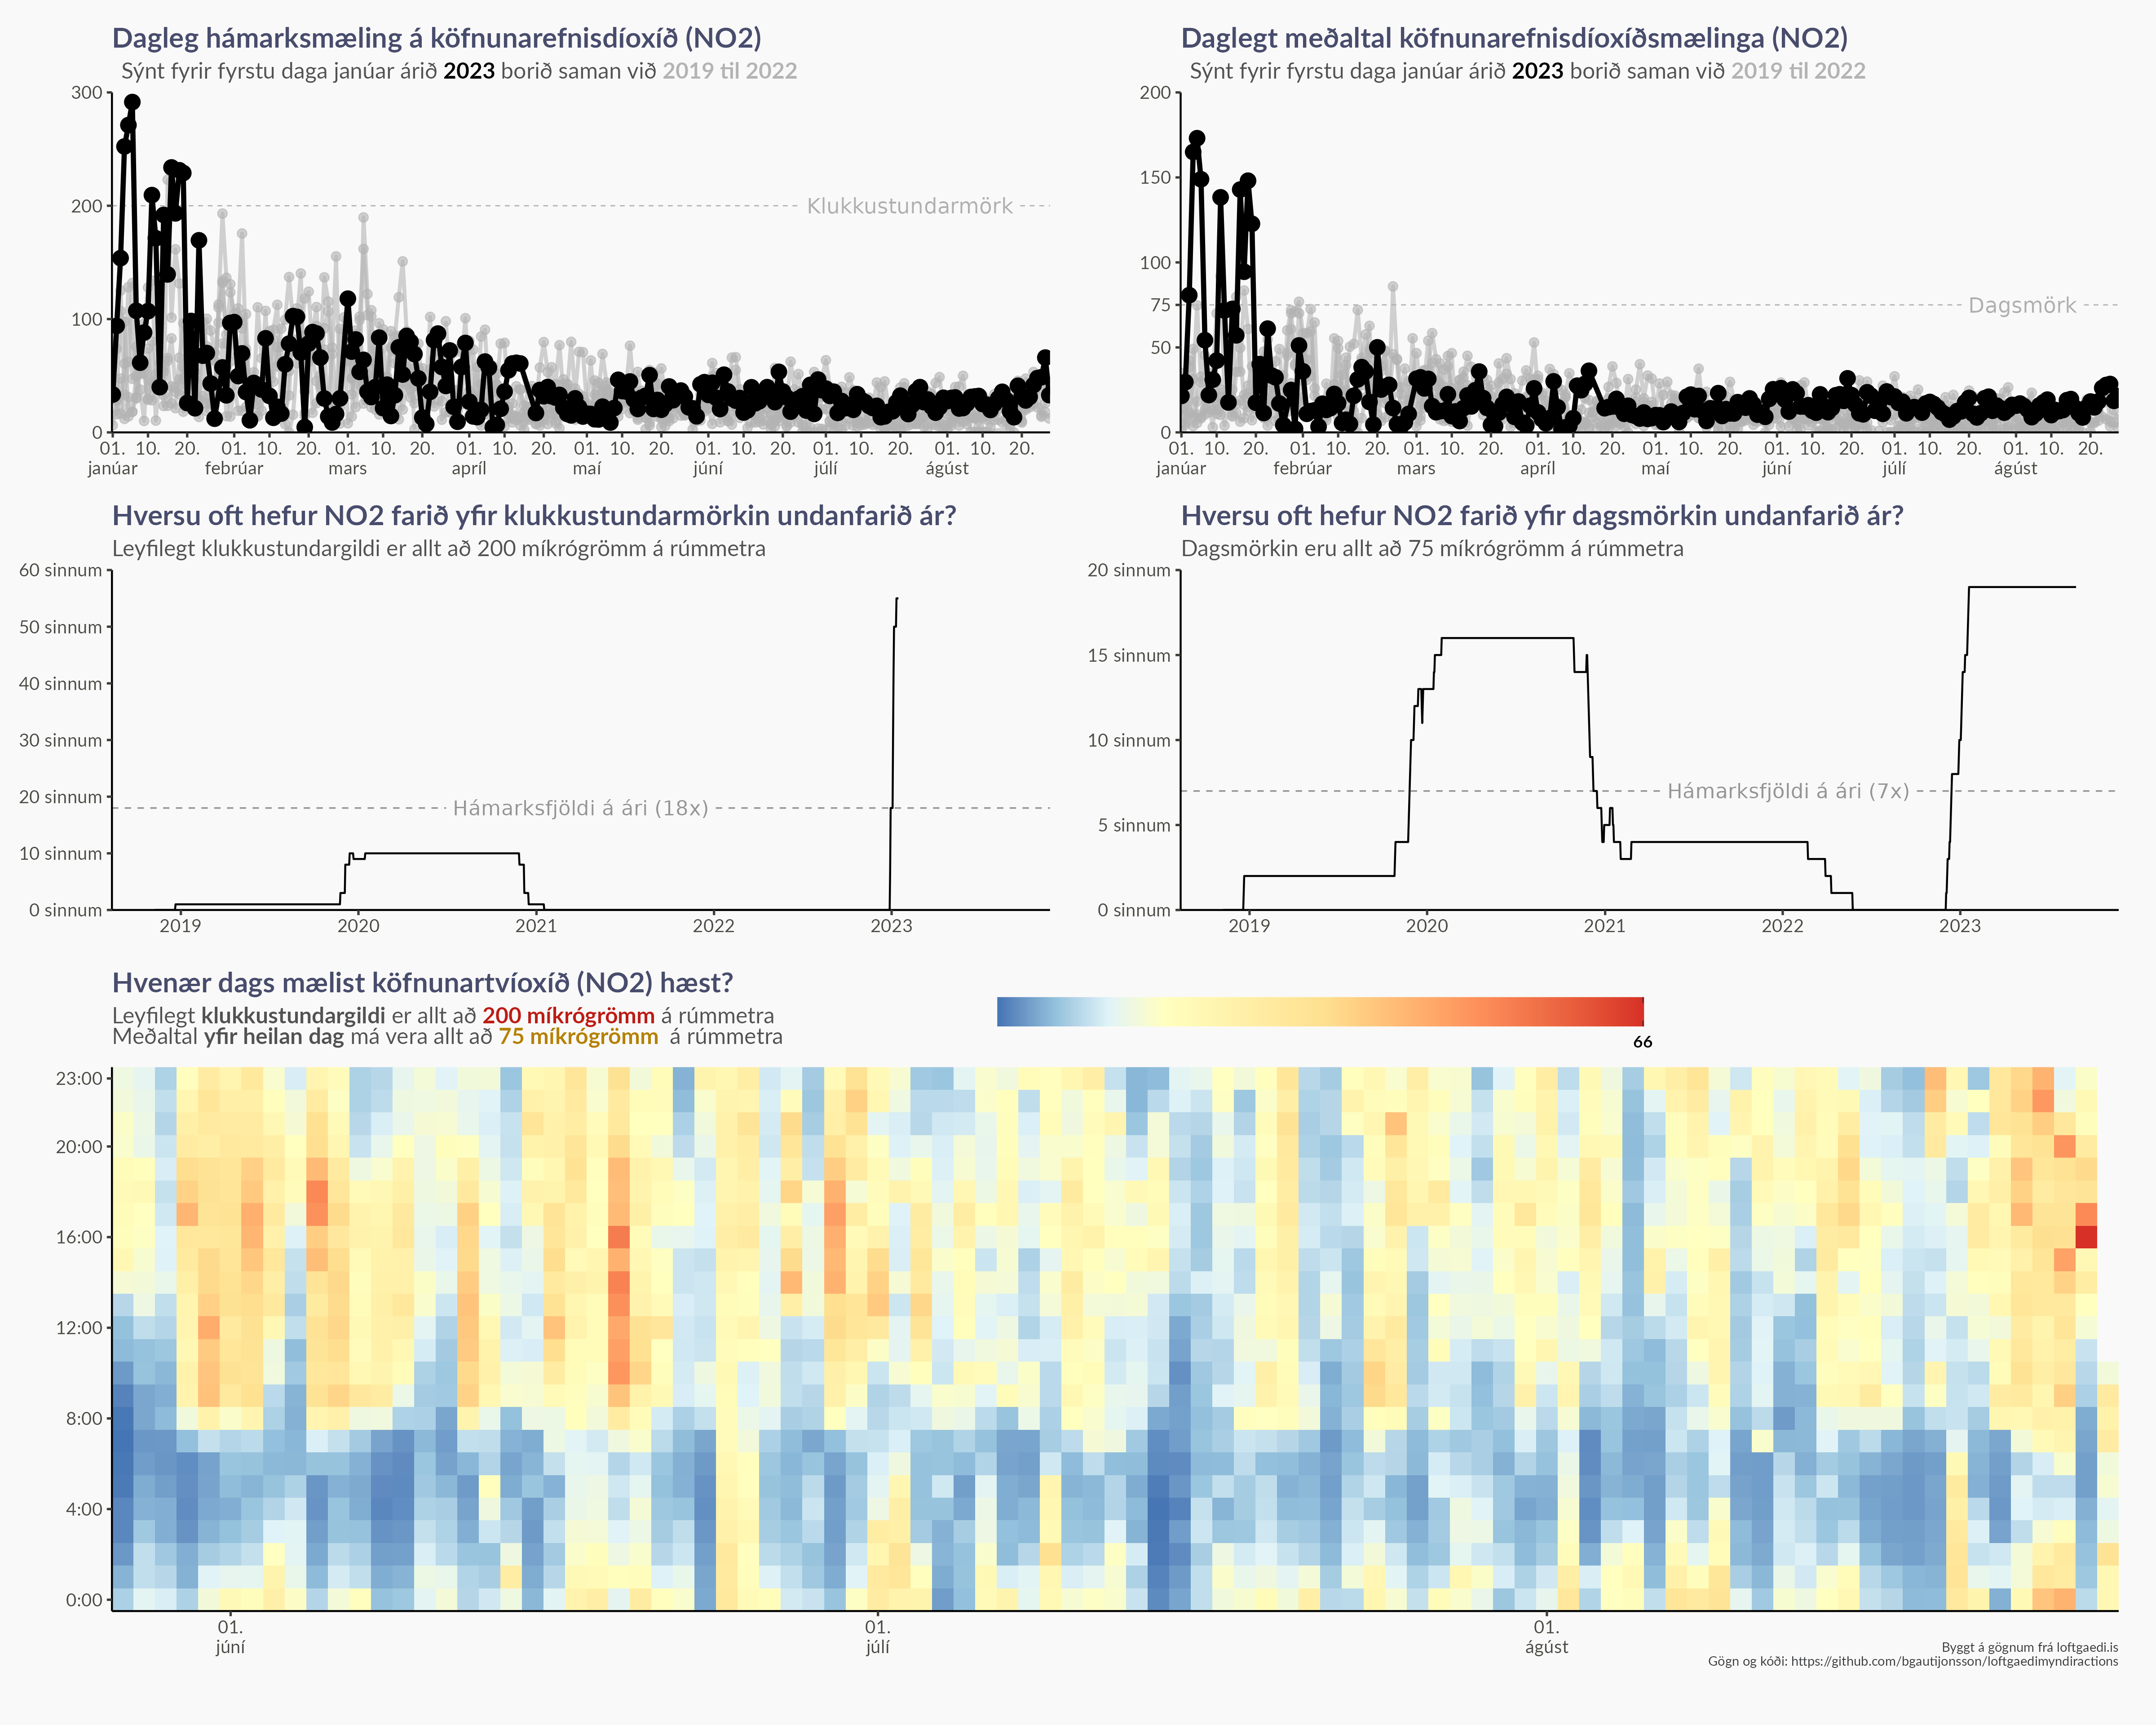 Dagleg hámarksmæling á köfnunarefnisdíoxíð (NO2)
Sýnt fyrir fyrstu daga janúar árið 2023 borið saman við 2019 til 2022
300
200
100
0
Klukkustundarmörk
01. 10. 20. 01. 10. 20. 01. 10. 20. 01. 10. 20. 01. 10. 20. 01. 10. 20. 01. 10. 20. 01. 10. 20.
janúar febrúar mars apríl maí júní júlí ágúst
Daglegt meðaltal köfnunarefnisdíoxíðsmælinga (NO2)
Sýnt fyrir fyrstu daga janúar árið 2023 borið saman við 2019 til 2022
200
150
100
75
50
0
Dagsmörk
01. 10. 20. 01. 10. 20. 01. 10. 20. 01. 10. 20. 01. 10. 20. 01. 10. 20. 01. 10. 20. 01. 10. 20.
janúar febrúar mars apríl maí júní júlí ágúst
Hversu oft hefur NO2 farið yfir klukkustundarmörkin undanfarið ár?
Leyfilegt klukkustundargildi er allt að 200 míkrógrömm á rúmmetra
60 sinnum
50 sinnum
40 sinnum
30 sinnum
20 sinnum
10 sinnum
0 sinnum
Hámarksfjöldi á ári (18x)
2019 2020 2021 2022 2023
Hversu oft hefur NO2 farið yfir dagsmörkin undanfarið ár?
Dagsmörkin eru allt að 75 míkrógrömm á rúmmetra
20 sinnum
15 sinnum
10 sinnum
5 sinnum
0 sinnum
Hámarksfjöldi á ári (7x)
2019 2020 2021 2022 2023
Hvenær dags mælist köfnunartvíoxíð (NO2) hæst?
Leyfilegt klukkustundargildi er allt að 200 míkrógrömm á rúmmetra
Meðaltal yfir heilan dag má vera allt að 75 míkrógrömm á rúmmetra
66
23:00
20:00
16:00
12:00
8:00
4:00
0:00
01. 01. 01.
júní júlí ágúst
Byggt á gögnum frá loftgaedi.is
Gögn og kóði: https://github.com/bgautijonsson/loftgaedimyndiractions